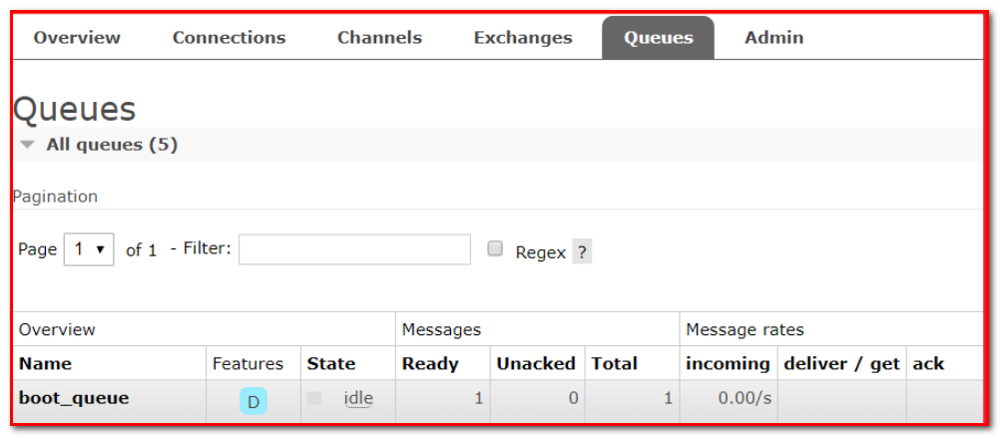 Overview Connections Channels Exchanges Queues Admin
Queues
All queues (5)
Pagination
Page 1 of 1 - Filter: Regex ?
Overview Messages Message rates
Name Features State Ready Unacked Total incoming deliver / get ack
boot_queue D idle 1 0 1 0.00/s